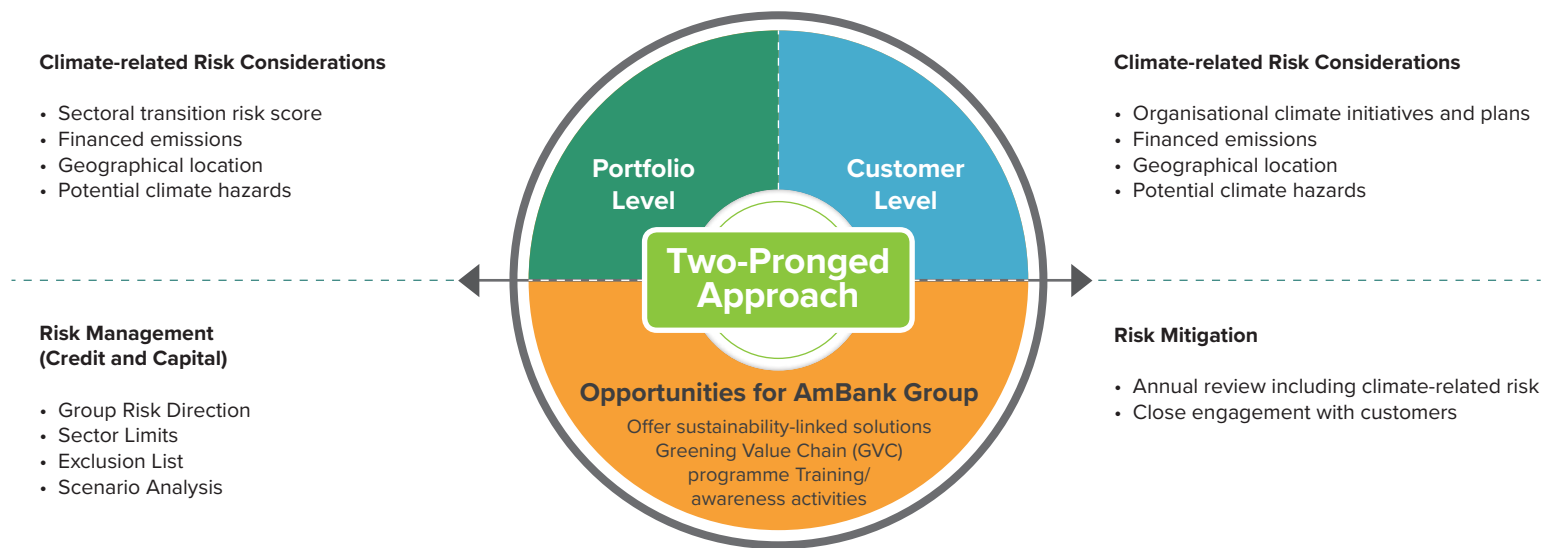 Climate-related Risk Considerations
• Sectoral transition risk score
• Financed emissions
• Geographical location
• Potential climate hazards
Risk Management
(Credit and Capital)
• Group Risk Direction
• Sector Limits
• Exclusion List
• Scenario Analysis
Portfolio
Level
Customer
Level
Two-Pronged
Approach
Opportunities for AmBank Group
Offer sustainability-linked solutions
Greening Value Chain (GVC)
programme Training/
awareness activities
Climate-related Risk Considerations
• Organisational climate initiatives and plans
• Financed emissions
• Geographical location
• Potential climate hazards
Risk Mitigation
• Annual review including climate-related risk
• Close engagement with customers